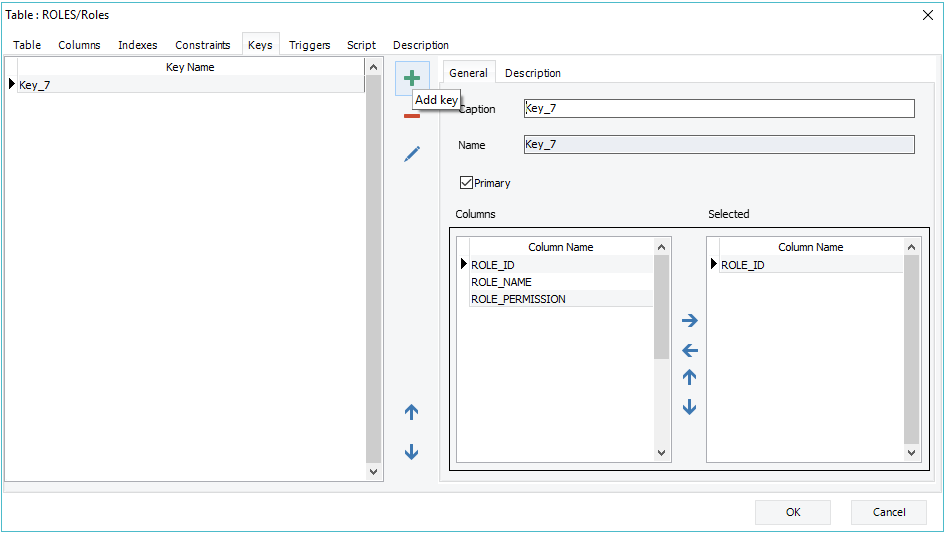 Table : ROLES/Roles
Table Columns Indexes Constraints Keys Triggers Script Description
Key Name
Key_7
Add key
General Description
Caption Key_7
Name Key_7
Primary
Columns Selected
Column Name Column Name
ROLE_ID ROLE_ID
ROLE_NAME
ROLE_PERMISSION
OK Cancel